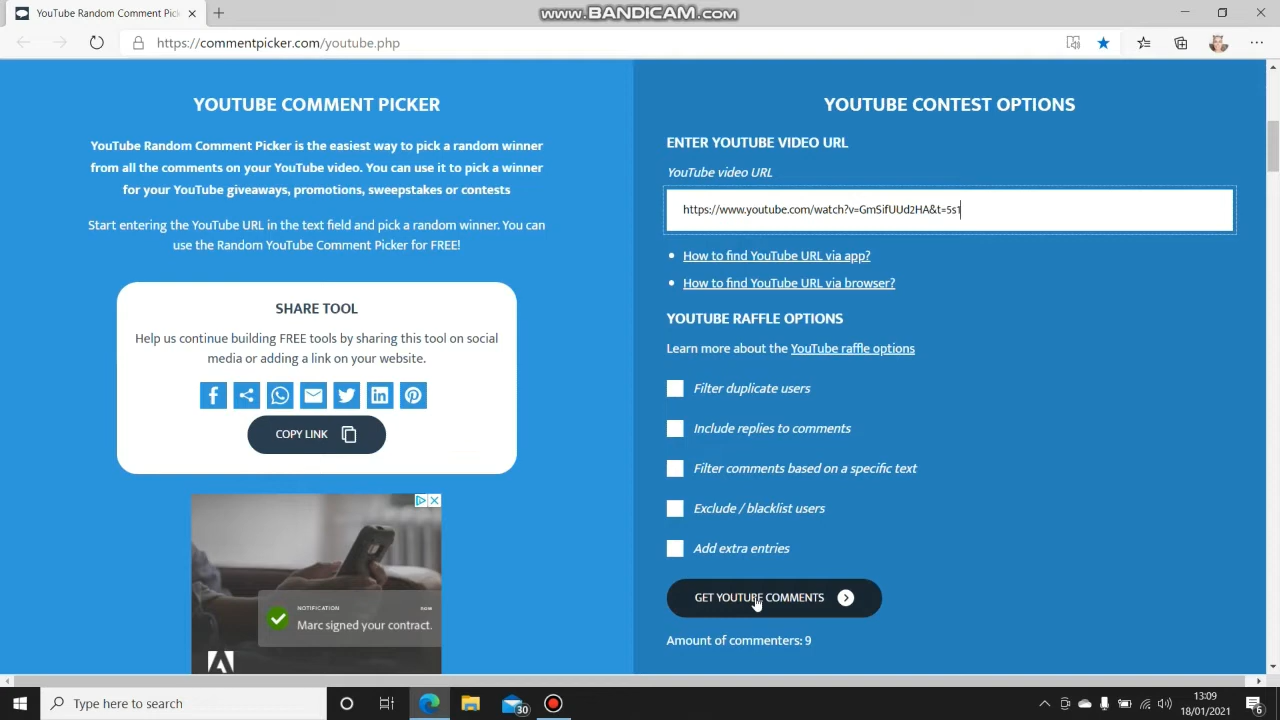 www.BANDICAM.com
YouTube Random Comment Picker
https://commentpicker.com/youtube.php
YOUTUBE COMMENT PICKER
YouTube Random Comment Picker is the easiest way to pick a random winner
from all the comments on your YouTube video. You can use it to pick a winner
for your YouTube giveaways, promotions, sweepstakes or contests
Start entering the YouTube URL in the text field and pick a random winner. You can
use the Random YouTube Comment Picker for FREE!
SHARE TOOL
Help us continue building FREE tools by sharing this tool on social
media or adding a link on your website.
COPY LINK
NOTIFICATION now
Marc signed your contract.
YOUTUBE CONTEST OPTIONS
ENTER YOUTUBE VIDEO URL
YouTube video URL
https://www.youtube.com/watch?v=GmSifUUd2HA&t=5s1
How to find YouTube URL via app?
How to find YouTube URL via browser?
YOUTUBE RAFFLE OPTIONS
Learn more about the YouTube raffle options
Filter duplicate users
Include replies to comments
Filter comments based on a specific text
Exclude / blacklist users
Add extra entries
GET YOUTUBE COMMENTS
Amount of commenters: 9
Type here to search
30
13:09
18/01/2021
6